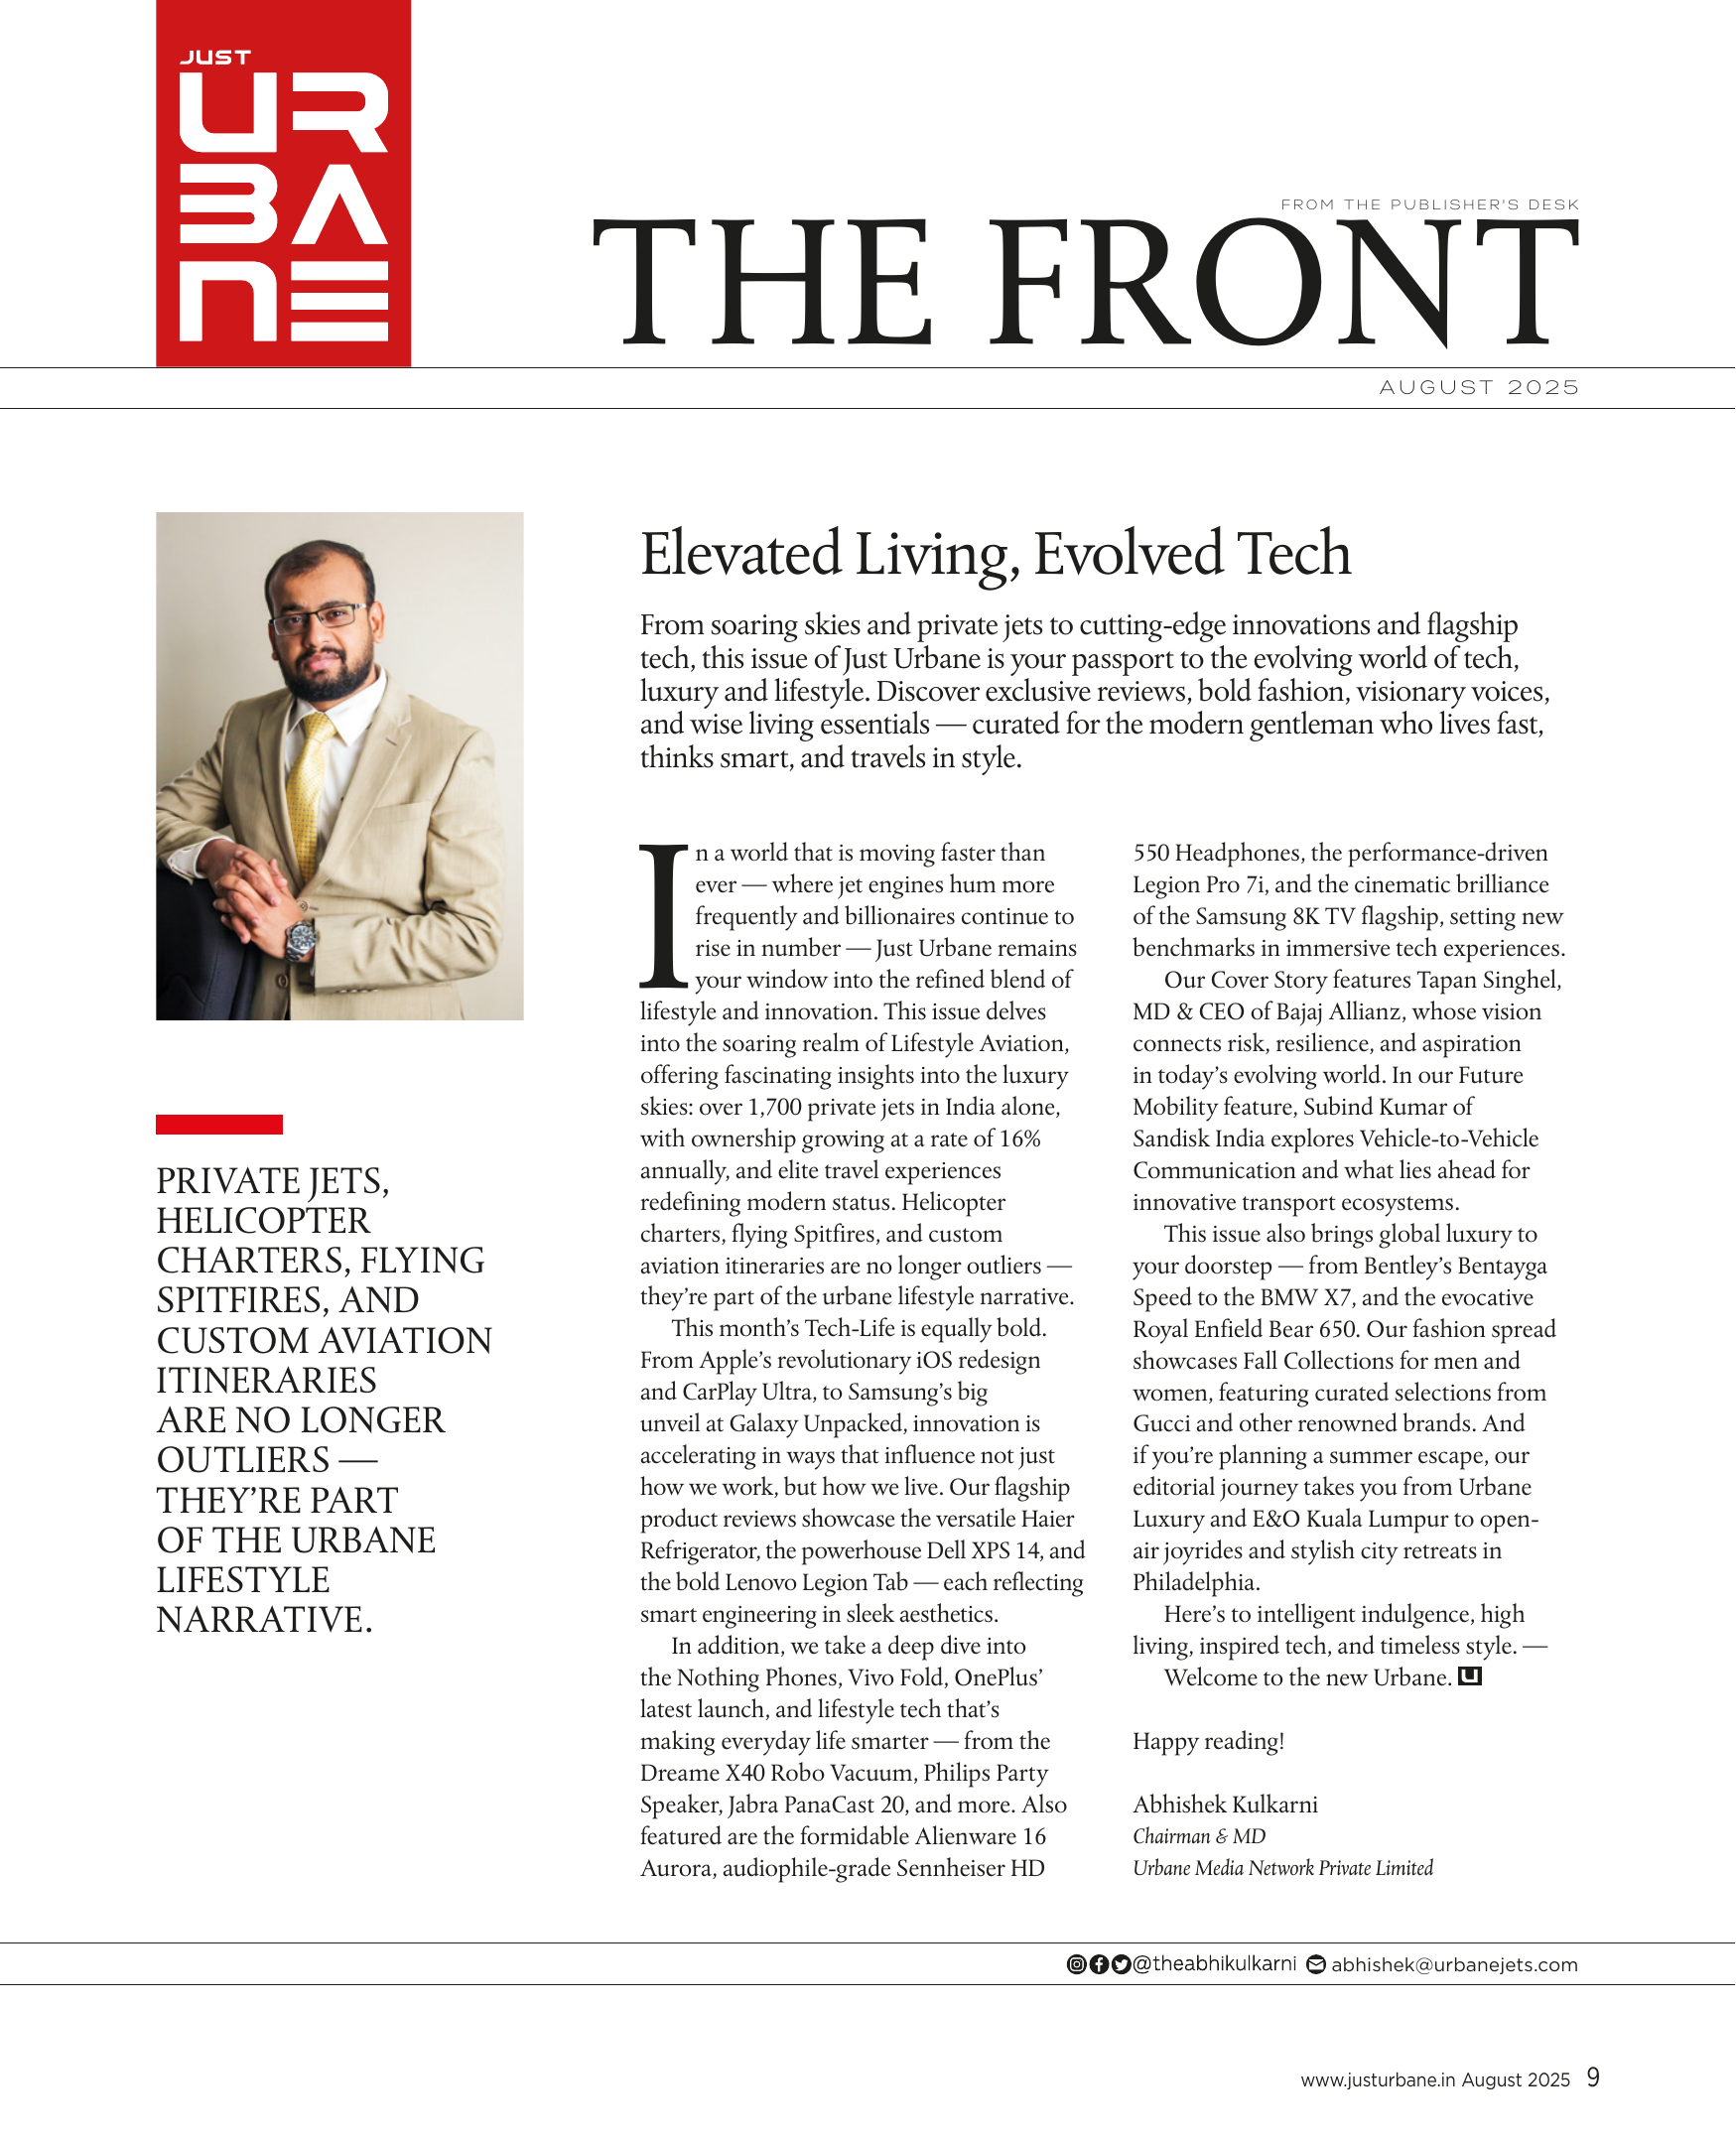 JUST
UR
BA
NE
FROM THE PUBLISHER'S DESK
THE FRONT
AUGUST 2025
Elevated Living, Evolved Tech
From soaring skies and private jets to cutting-edge innovations and flagship
tech, this issue of Just Urbane is your passport to the evolving world of tech,
luxury and lifestyle. Discover exclusive reviews, bold fashion, visionary voices,
and wise living essentials — curated for the modern gentleman who lives fast,
thinks smart, and travels in style.
PRIVATE JETS,
HELICOPTER
CHARTERS, FLYING
SPITFIRES, AND
CUSTOM AVIATION
ITINERARIES
ARE NO LONGER
OUTLIERS —
THEY’RE PART
OF THE URBANE
LIFESTYLE
NARRATIVE.
In a world that is moving faster than
ever — where jet engines hum more
frequently and billionaires continue to
rise in number — Just Urbane remains
your window into the refined blend of
lifestyle and innovation. This issue delves
into the soaring realm of Lifestyle Aviation,
offering fascinating insights into the luxury
skies: over 1,700 private jets in India alone,
with ownership growing at a rate of 16%
annually, and elite travel experiences
redefining modern status. Helicopter
charters, flying Spitfires, and custom
aviation itineraries are no longer outliers —
they’re part of the urbane lifestyle narrative.
This month’s Tech-Life is equally bold.
From Apple’s revolutionary iOS redesign
and CarPlay Ultra, to Samsung’s big
unveil at Galaxy Unpacked, innovation is
accelerating in ways that influence not just
how we work, but how we live. Our flagship
product reviews showcase the versatile Haier
Refrigerator, the powerhouse Dell XPS 14, and
the bold Lenovo Legion Tab — each reflecting
smart engineering in sleek aesthetics.
In addition, we take a deep dive into
the Nothing Phones, Vivo Fold, OnePlus’
latest launch, and lifestyle tech that’s
making everyday life smarter — from the
Dreame X40 Robo Vacuum, Philips Party
Speaker, Jabra PanaCast 20, and more. Also
featured are the formidable Alienware 16
Aurora, audiophile-grade Sennheiser HD
550 Headphones, the performance-driven
Legion Pro 7i, and the cinematic brilliance
of the Samsung 8K TV flagship, setting new
benchmarks in immersive tech experiences.
Our Cover Story features Tapan Singhel,
MD & CEO of Bajaj Allianz, whose vision
connects risk, resilience, and aspiration
in today’s evolving world. In our Future
Mobility feature, Subind Kumar of
Sandisk India explores Vehicle-to-Vehicle
Communication and what lies ahead for
innovative transport ecosystems.
This issue also brings global luxury to
your doorstep — from Bentley’s Bentayga
Speed to the BMW X7, and the evocative
Royal Enfield Bear 650. Our fashion spread
showcases Fall Collections for men and
women, featuring curated selections from
Gucci and other renowned brands. And
if you’re planning a summer escape, our
editorial journey takes you from Urbane
Luxury and E&O Kuala Lumpur to open-
air joyrides and stylish city retreats in
Philadelphia.
Here’s to intelligent indulgence, high
living, inspired tech, and timeless style. —
Welcome to the new Urbane. U
Happy reading!
Abhishek Kulkarni
Chairman & MD
Urbane Media Network Private Limited
@theabhikulkarni abhishek@urbanejets.com
www.justurbane.in August 2025 9